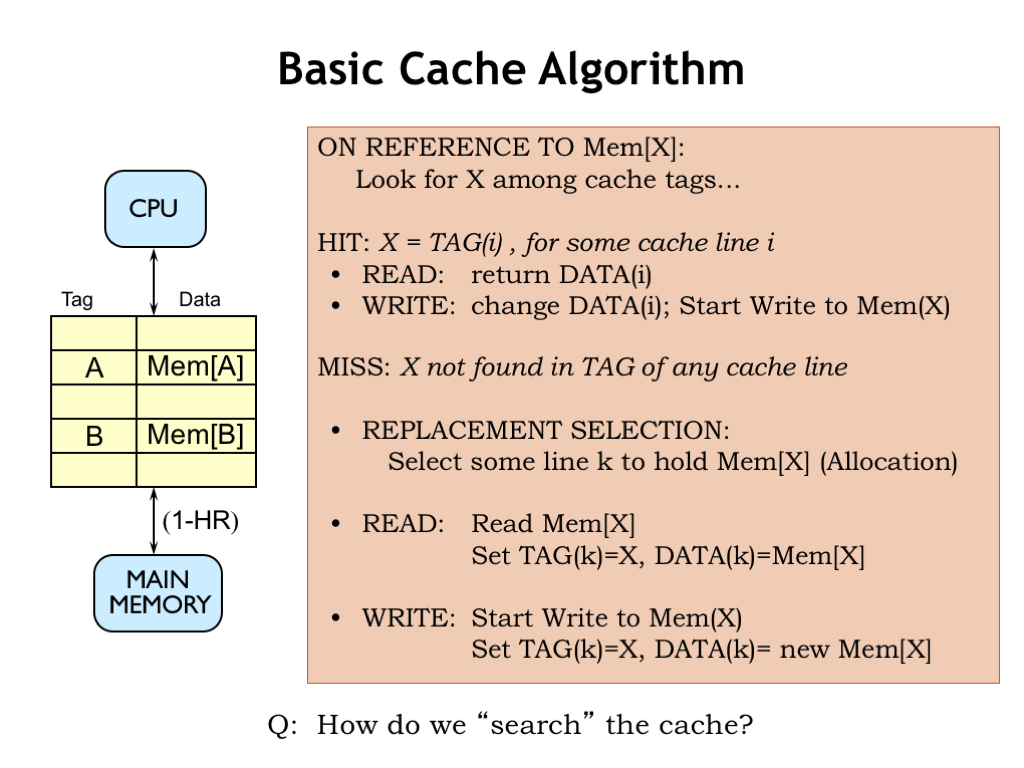 Basic Cache Algorithm
CPU
Tag Data
A Mem[A]
B Mem[B]
(1-HR)
MAIN
MEMORY
ON REFERENCE TO Mem[X]:
Look for X among cache tags...
HIT: X = TAG(i) , for some cache line i
• READ: return DATA(i)
• WRITE: change DATA(i); Start Write to Mem(X)
MISS: X not found in TAG of any cache line
• REPLACEMENT SELECTION:
Select some line k to hold Mem[X] (Allocation)
• READ: Read Mem[X]
Set TAG(k)=X, DATA(k)=Mem[X]
• WRITE: Start Write to Mem(X)
Set TAG(k)=X, DATA(k)= new Mem[X]
Q: How do we “search” the cache?